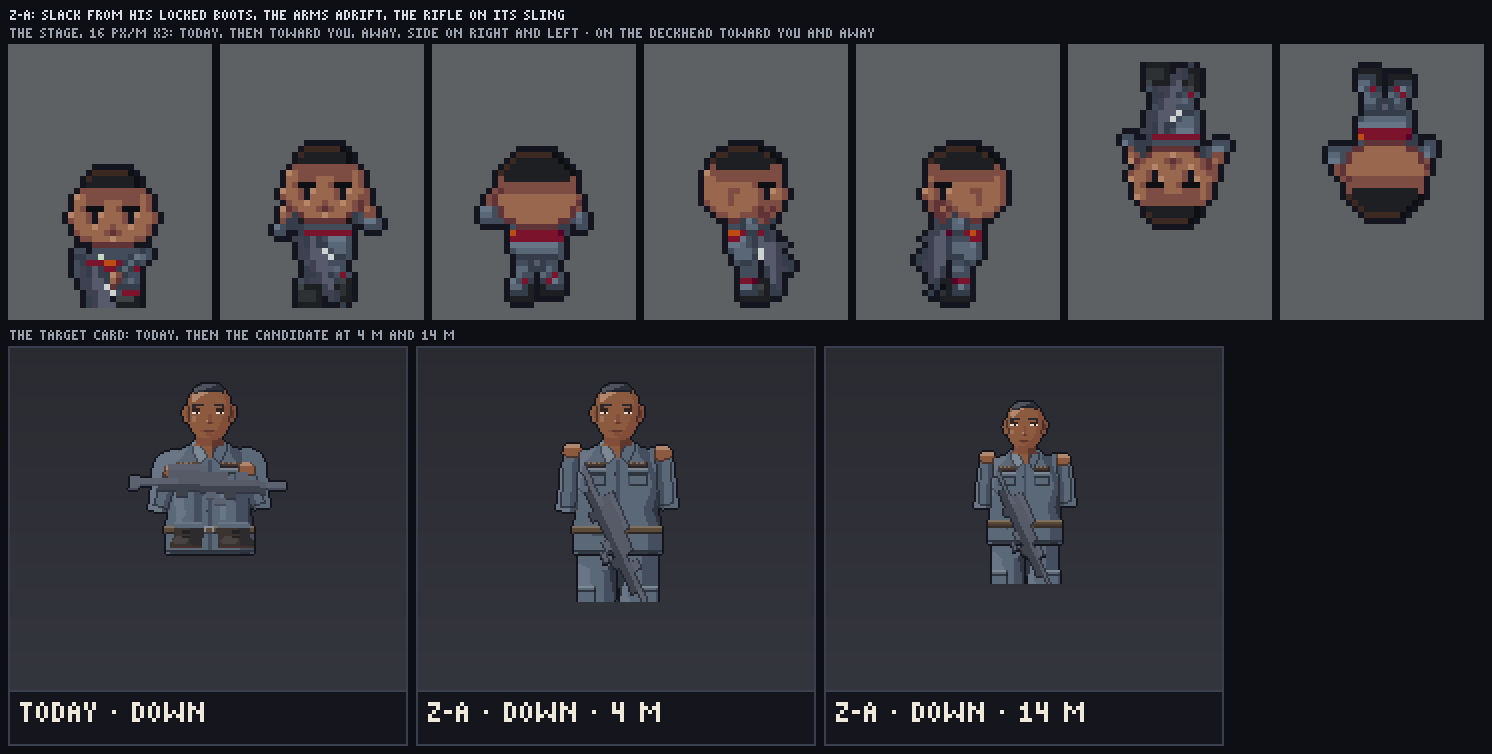 Z-A: SLACK FROM HIS LOCKED BOOTS, THE ARMS ADRIFT, THE RIFLE ON ITS SLING
THE STAGE, 16 PX/M X3: TODAY, THEN TOWARD YOU, AWAY, SIDE ON RIGHT AND LEFT · ON THE DECKHEAD TOWARD YOU AND AWAY
THE TARGET CARD: TODAY, THEN THE CANDIDATE AT 4 M AND 14 M
TODAY · DOWN
Z-A · DOWN · 4 M
Z-A · DOWN · 14 M